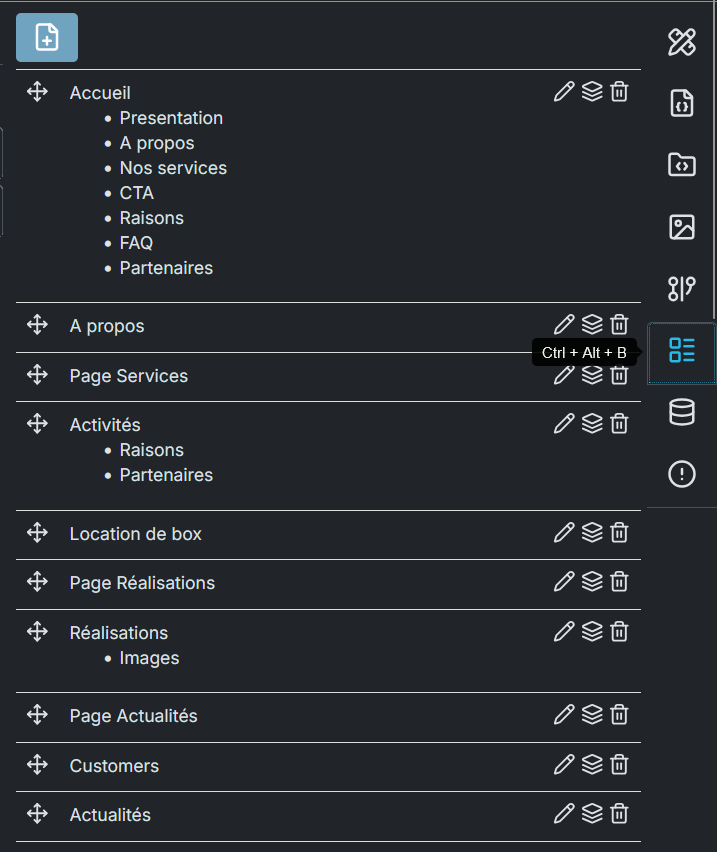 Accueil
Presentation
A propos
Nos services
CTA
Raisons
FAQ
Partenaires
A propos
Ctrl + Alt + B
Page Services
Activités
Raisons
Partenaires
Location de box
Page Réalisations
Réalisations
Images
Page Actualités
Customers
Actualités